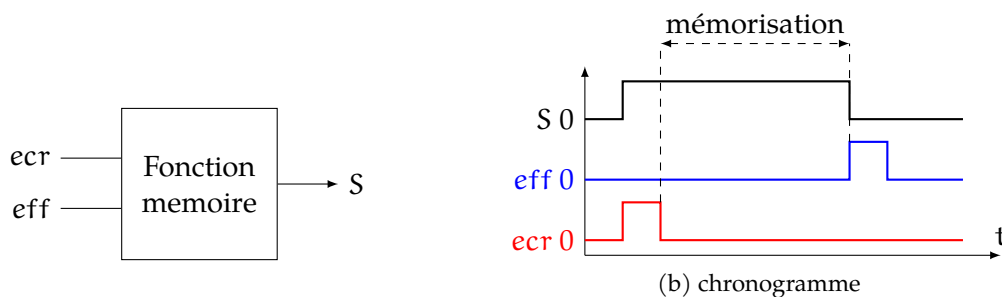 ecr
eff
Fonction
memoire
S
mémorisation
S 0
eff 0
ecr 0
t
(b) chronogramme